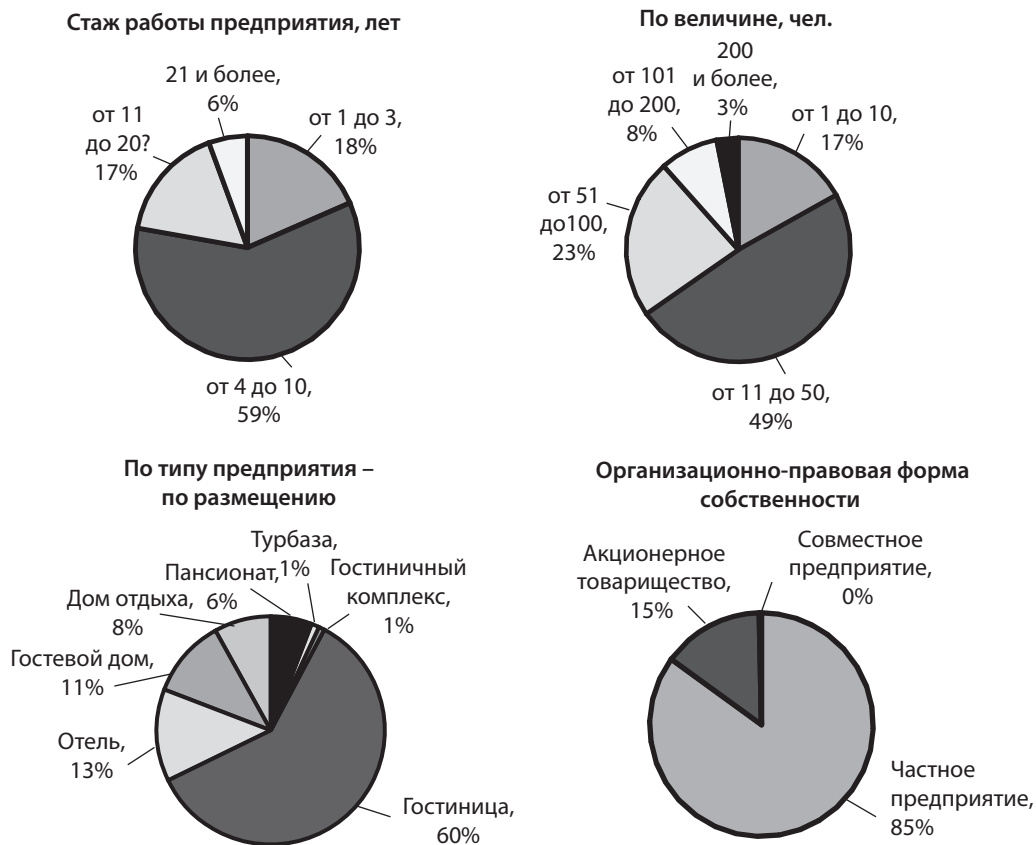 Стаж работы предприятия, лет
21 и более,
6%
от 11
до 20?
17%
от 1 до 3,
18%
от 4 до 10,
59%
По величине, чел.
200
и более,
3%
от 101
до 200,
8%
от 1 до 10,
17%
от 51
до100,
23%
от 11 до 50,
49%
По типу предприятия –
по размещению
Турбаза,
1%
Пансионат,
6%
Гостиничный
комплекс,
1%
Дом отдыха,
8%
Гостевой дом,
11%
Отель,
13%
Гостиница,
60%
Организационно-правовая форма
собственности
Акционерное
товарищество,
15%
Совместное
предприятие,
0%
Частное
предприятие,
85%